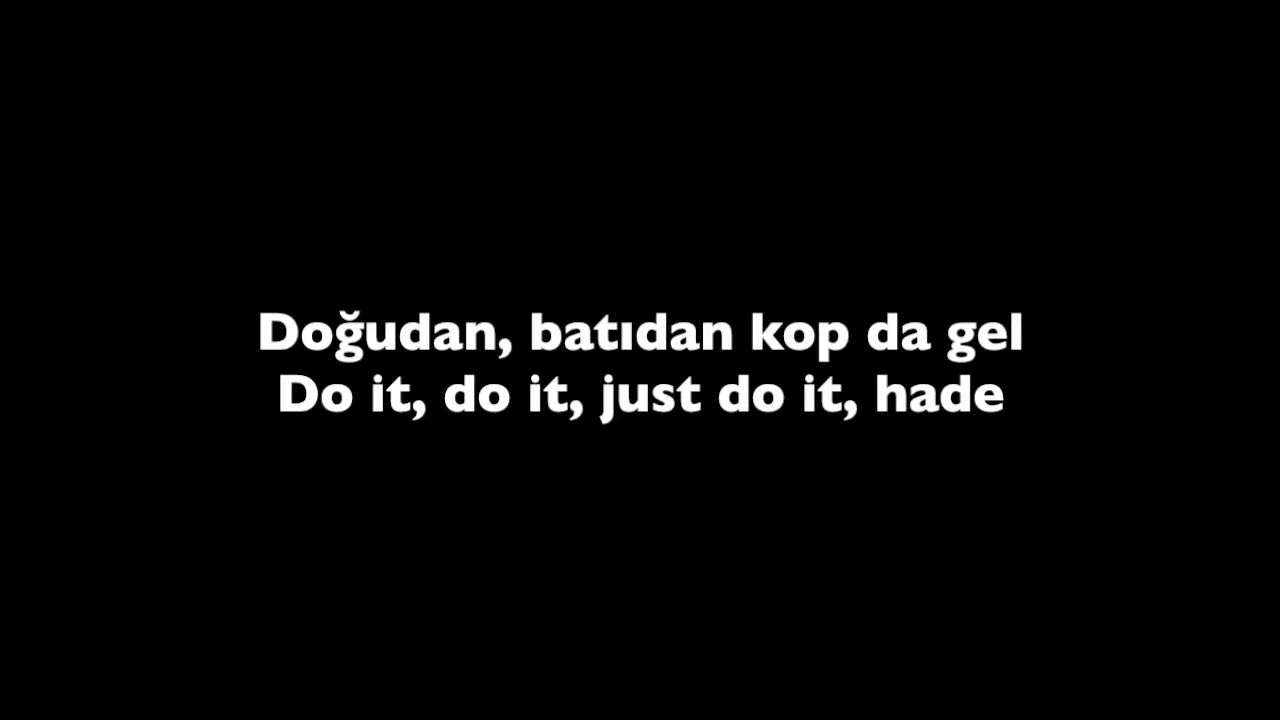 Doğudan, batıdan kop da gel
Do it, do it, just do it, hade